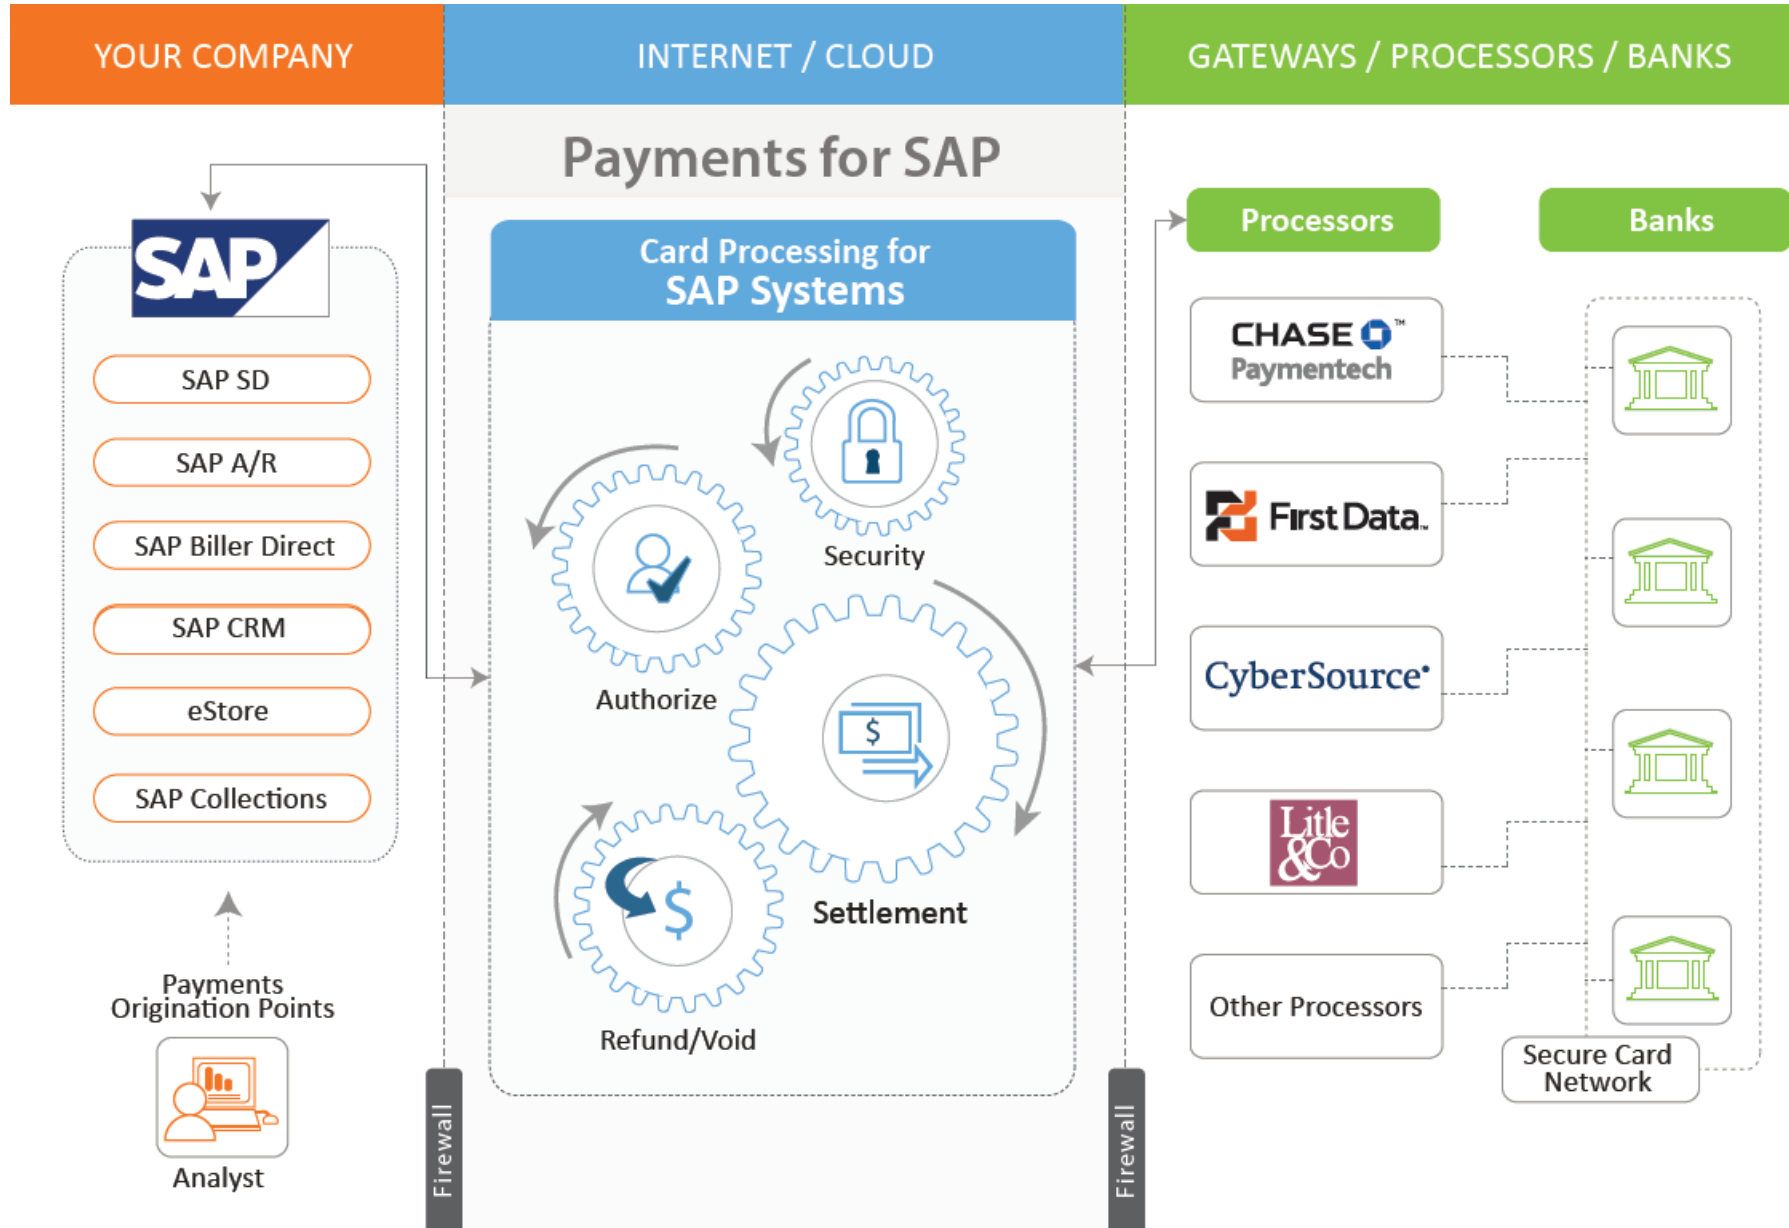 YOUR COMPANY
INTERNET / CLOUD
GATEWAYS / PROCESSORS / BANKS
Payments for SAP
SAP
SAP SD
SAP A/R
SAP Biller Direct
SAP CRM
eStore
SAP Collections
Payments
Origination Points
Analyst
Firewall
Card Processing for
SAP Systems
Security
Authorize
$
Settlement
$
Refund/Void
Firewall
Processors
Banks
CHASE ™
Paymentech
First Data™
CyberSource®
Litle
&Co
Other Processors
Secure Card
Network